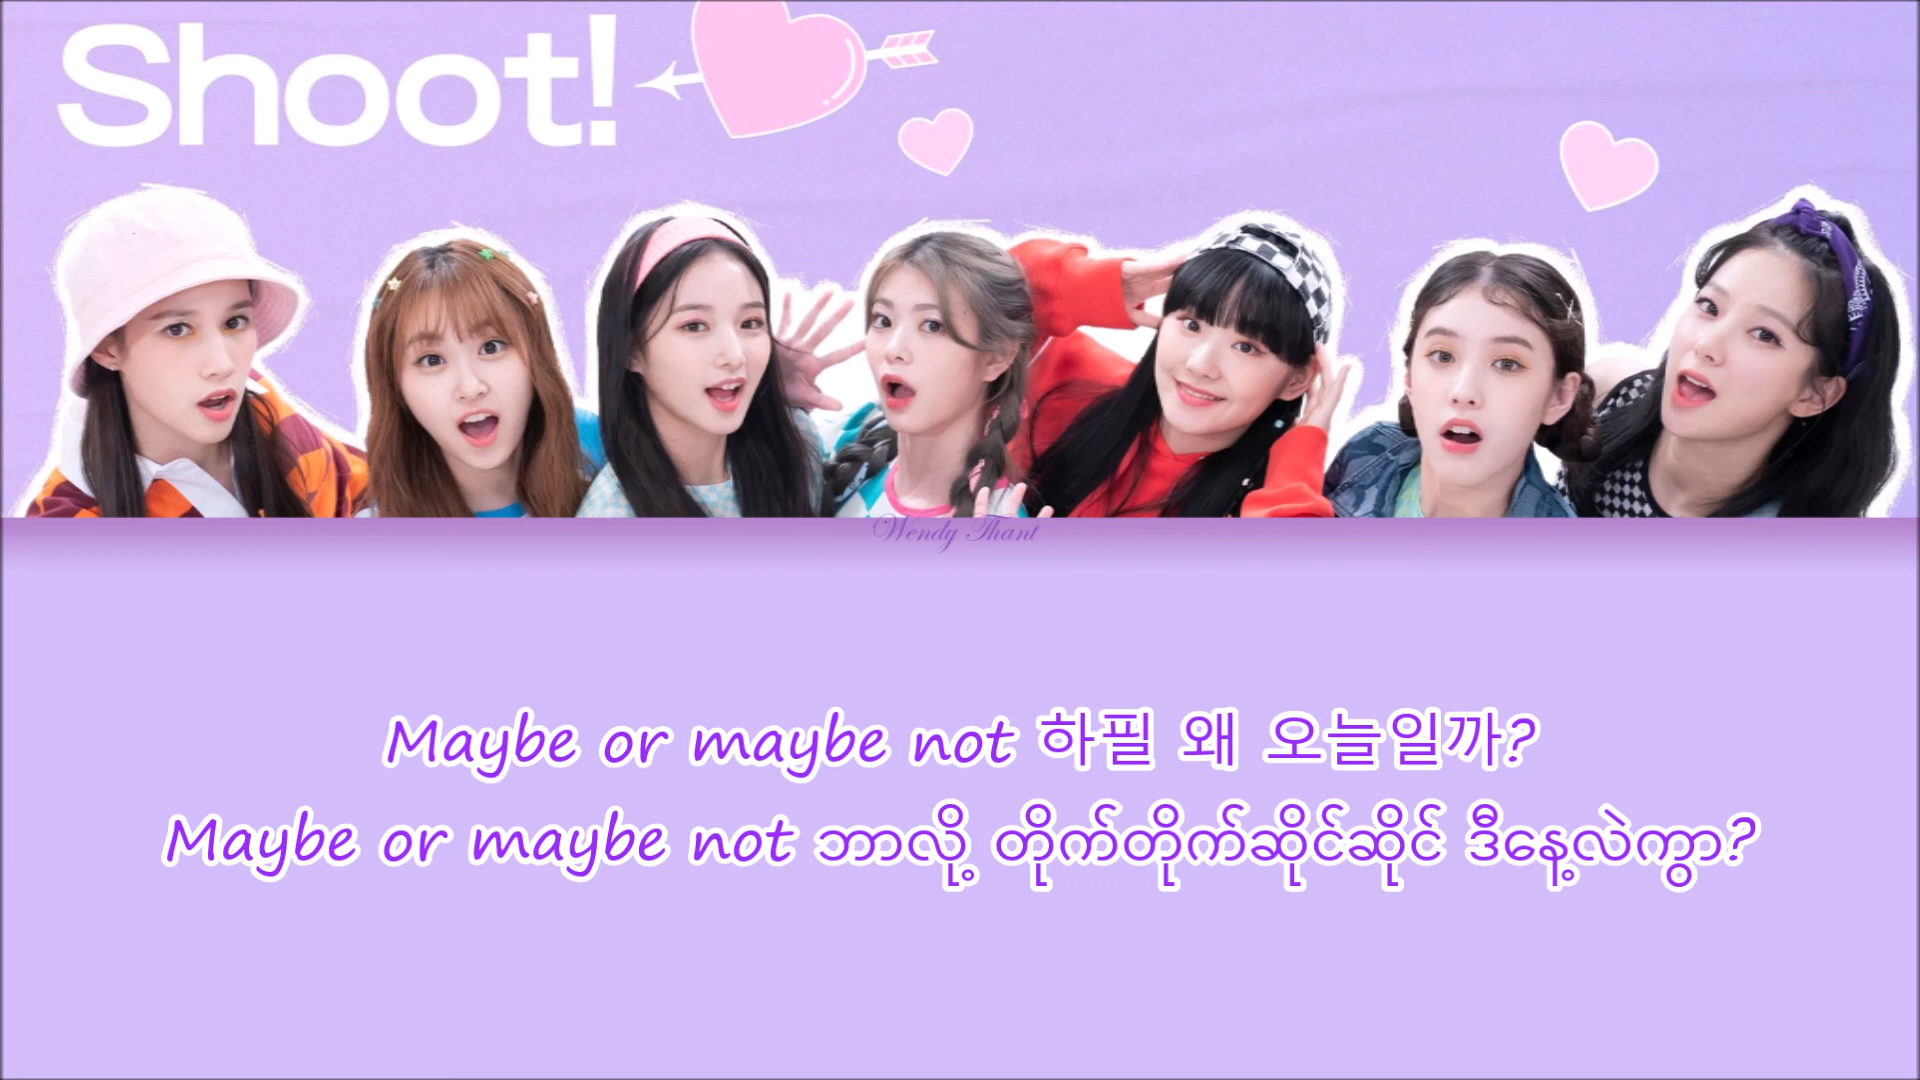 Shoot!
Wendy Thant
Maybe or maybe not 하필 왜 오늘일까?
Maybe or maybe not ဘာလို့ တိုက်တိုက်ဆိုင်ဆိုင် ဒီနေ့လဲကွာ?